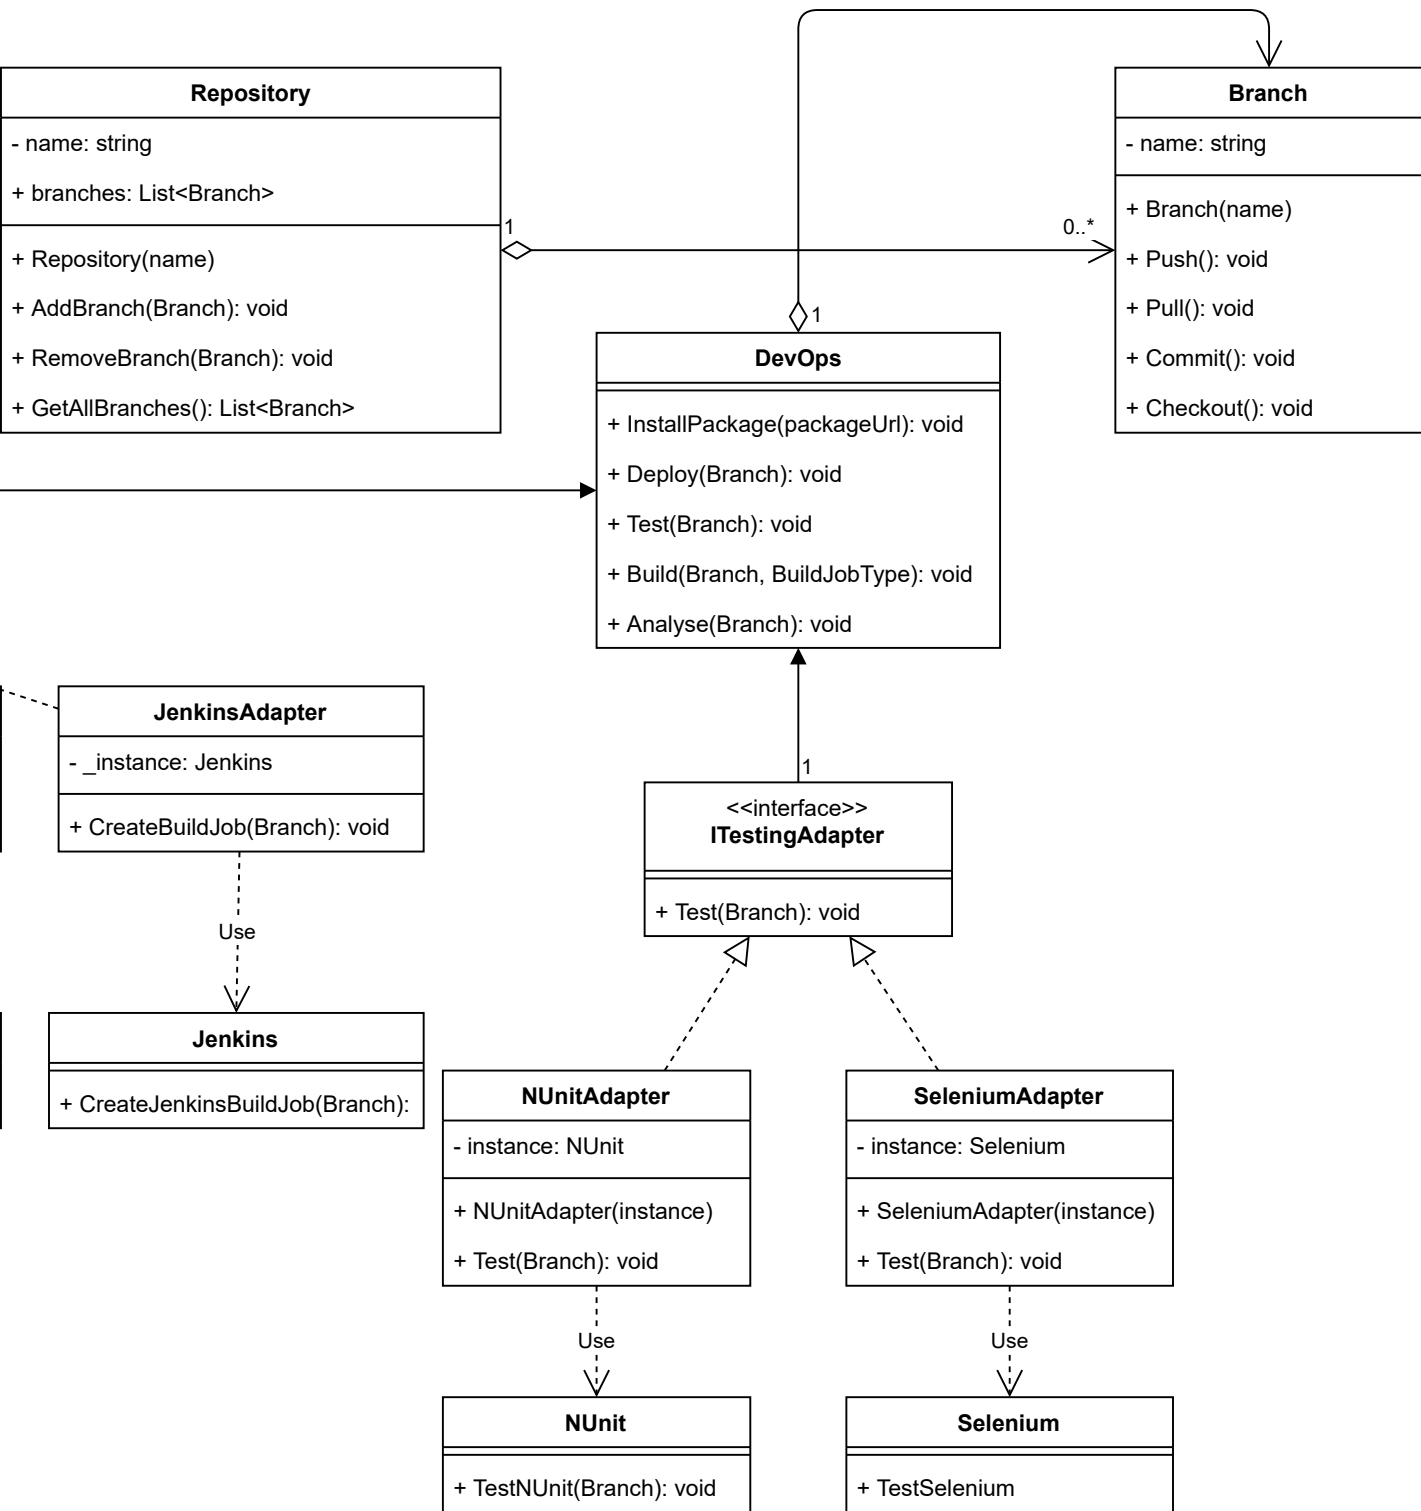 Repository
- name: string
+ branches: List<Branch>
+ Repository(name)
+ AddBranch(Branch): void
+ RemoveBranch(Branch): void
+ GetAllBranches(): List<Branch>
1
0..*
Branch
- name: string
+ Branch(name)
+ Push(): void
+ Pull(): void
+ Commit(): void
+ Checkout(): void
1
DevOps
+ InstallPackage(packageUrl): void
+ Deploy(Branch): void
+ Test(Branch): void
+ Build(Branch, BuildJobType): void
+ Analyse(Branch): void
JenkinsAdapter
- _instance: Jenkins
+ CreateBuildJob(Branch): void
Use
Jenkins
+ CreateJenkinsBuildJob(Branch):
1
<<interface>>
ITestingAdapter
+ Test(Branch): void
NUnitAdapter
- instance: NUnit
+ NUnitAdapter(instance)
+ Test(Branch): void
Use
NUnit
+ TestNUnit(Branch): void
SeleniumAdapter
- instance: Selenium
+ SeleniumAdapter(instance)
+ Test(Branch): void
Use
Selenium
+ TestSelenium